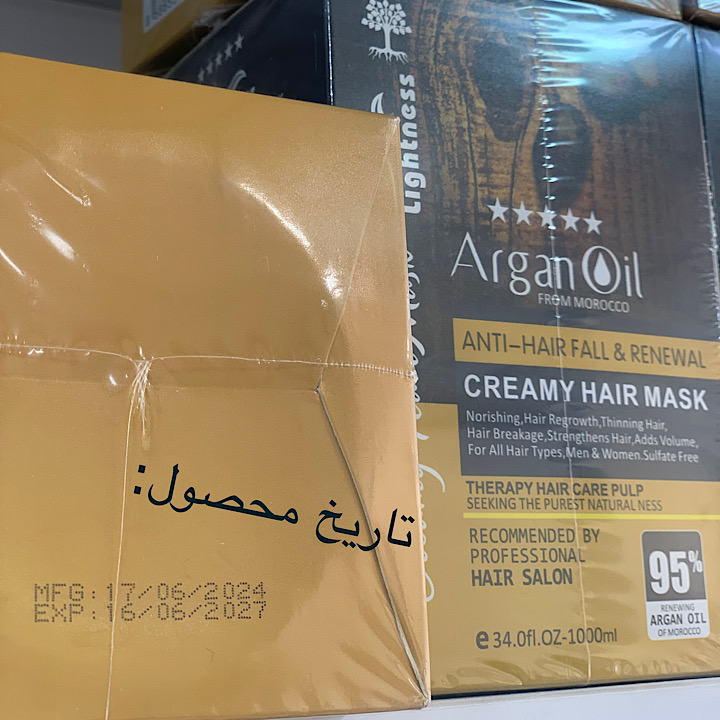 تاریخ محصول:
MFG:17/06/2024
EXP:16/06/2027
Lightness
Argan Oil
FROM MOROCCO
ANTI-HAIR FALL & RENEWAL
CREAMY HAIR MASK
Norishing,Hair Regrowth,Thinning Hair,
Hair Breakage,Strengthens Hair,Adds Volume,
For All Hair Types,Men & Women.Sulfate Free
THERAPY HAIR CARE PULP
SEEKING THE PUREST NATURAL NESS
RECOMMENDED BY
PROFESSIONAL
HAIR SALON
95%
RENEWING
ARGAN OIL
OF MOROCCO
e 34.0fl.OZ-1000ml